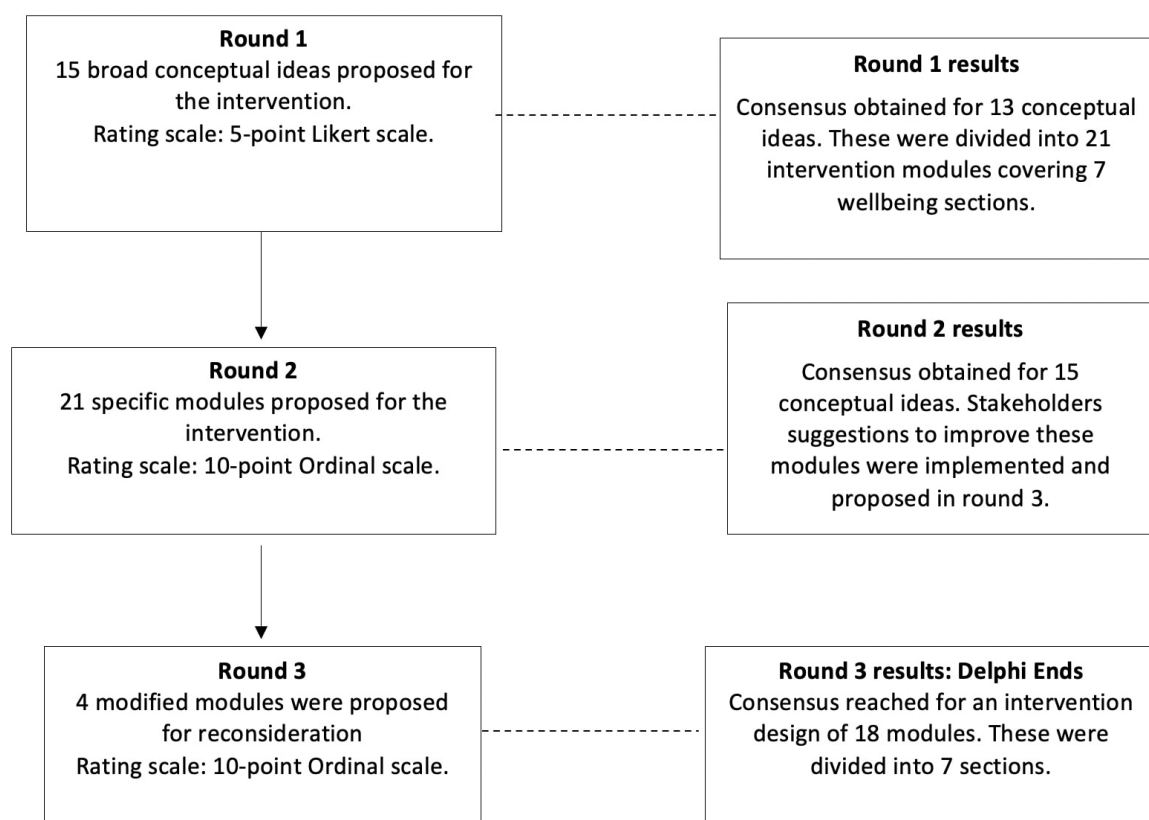 Round 1
15 broad conceptual ideas proposed for
the intervention.
Rating scale: 5-point Likert scale.
Round 1 results
Consensus obtained for 13 conceptual
ideas. These were divided into 21
intervention modules covering 7
wellbeing sections.
Round 2
21 specific modules proposed for the
intervention.
Rating scale: 10-point Ordinal scale.
Round 2 results
Consensus obtained for 15
conceptual ideas. Stakeholders
suggestions to improve these
modules were implemented and
proposed in round 3.
Round 3
4 modified modules were proposed
for reconsideration
Rating scale: 10-point Ordinal scale.
Round 3 results: Delphi Ends
Consensus reached for an intervention
design of 18 modules. These were
divided into 7 sections.